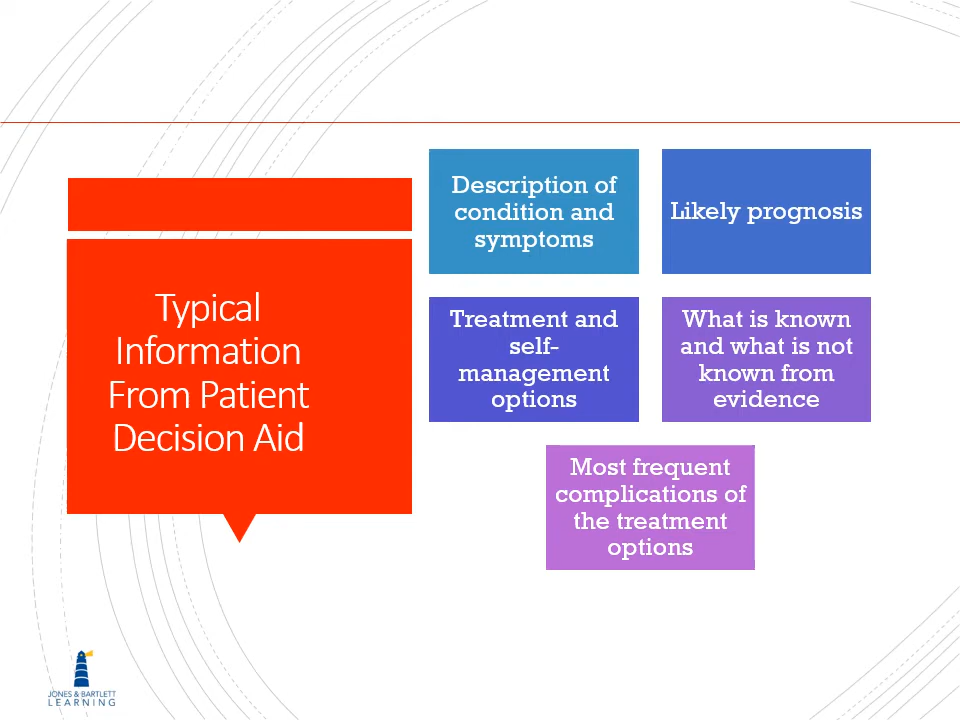 Typical
Information
From Patient
Decision Aid
Description of
condition and
symptoms
Likely prognosis
Treatment and
self-
management
options
What is known
and what is not
known from
evidence
Most frequent
complications of
the treatment
options
JONES & BARTLETT
LEARNING